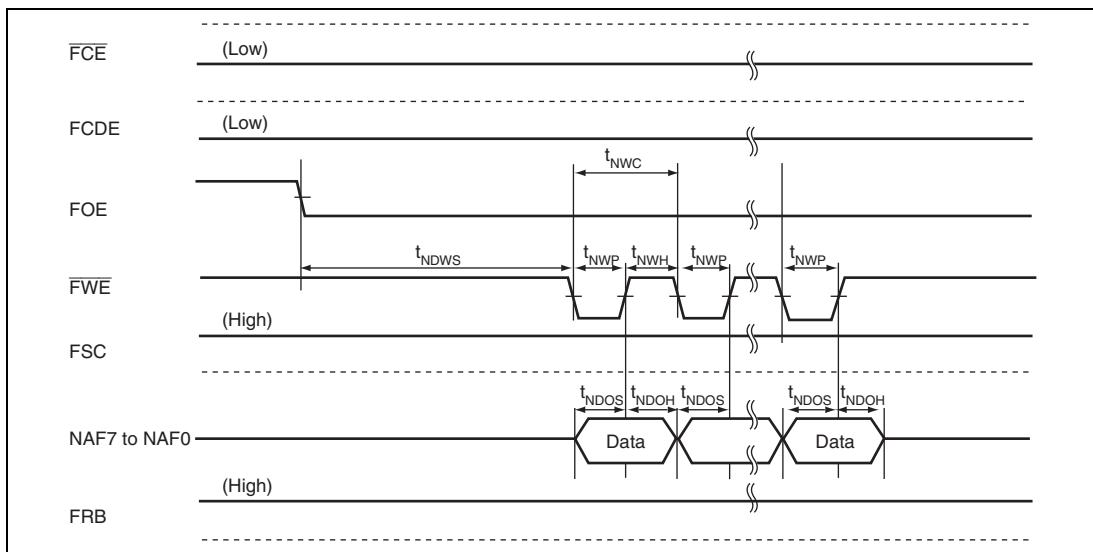 FCE (Low)
FCDE (Low)
tNWC
FOE
tNDWS tNWP tNWH tNWP tNWP
FWE
(High)
FSC
tNDOS tNDOH tNDOS tNDOS tNDOH
NAF7 to NAF0 Data Data
(High)
FRB